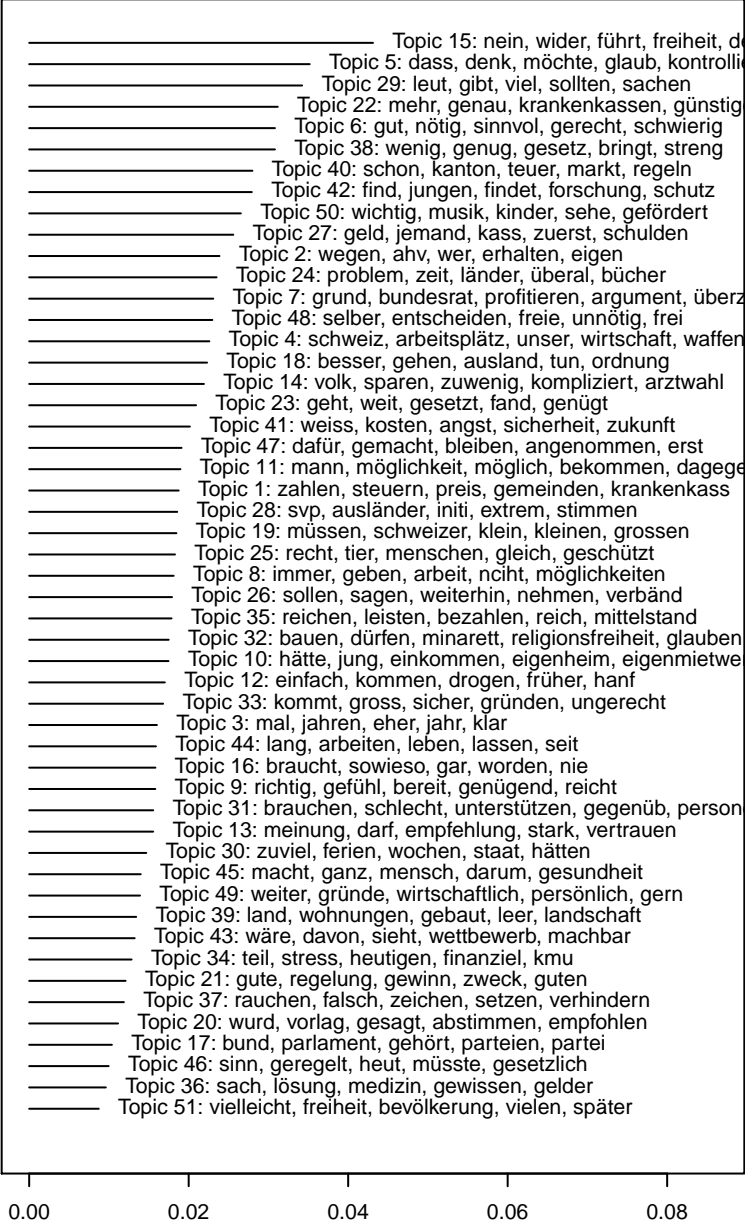 Topic 15: nein, wider, führt, freiheit, d
Topic 5: dass, denk, möchte, glaub, kontrolli
Topic 29: leut, gibt, viel, sollten, sachen
Topic 22: mehr, genau, krankenkassen, günstig
Topic 6: gut, nötig, sinnvol, gerecht, schwierig
Topic 38: wenig, genug, gesetz, bringt, streng
Topic 40: schon, kanton, teuer, markt, regeln
Topic 42: find, jungen, findet, forschung, schutz
Topic 50: wichtig, musik, kinder, sehe, gefördert
Topic 27: geld, jemand, kass, zuerst, schulden
Topic 2: wegen, ahv, wer, erhalten, eigen
Topic 24: problem, zeit, länder, überal, bücher
Topic 7: grund, bundesrat, profitieren, argument, überz
Topic 48: selber, entscheiden, freie, unnötig, frei
Topic 4: schweiz, arbeitsplätz, unser, wirtschaft, waffen
Topic 18: besser, gehen, ausland, tun, ordnung
Topic 14: volk, sparen, zuwenig, kompliziert, arztwahl
Topic 23: geht, weit, gesetzt, fand, genügt
Topic 41: weiss, kosten, angst, sicherheit, zukunft
Topic 47: dafür, gemacht, bleiben, angenommen, erst
Topic 11: mann, möglichkeit, möglich, bekommen, dagege
Topic 1: zahlen, steuern, preis, gemeinden, krankenkass
Topic 28: svp, ausländer, initi, extrem, stimmen
Topic 19: müssen, schweizer, klein, kleinen, grossen
Topic 25: recht, tier, menschen, gleich, geschützt
Topic 8: immer, geben, arbeit, nciht, möglichkeiten
Topic 26: sollen, sagen, weiterhin, nehmen, verbänd
Topic 35: reichen, leisten, bezahlen, reich, mittelstand
Topic 32: bauen, dürfen, minarett, religionsfreiheit, glauben
Topic 10: hätte, jung, einkommen, eigenheim, eigenmietwer
Topic 12: einfach, kommen, drogen, früher, hanf
Topic 33: kommt, gross, sicher, gründen, ungerecht
Topic 3: mal, jahren, eher, jahr, klar
Topic 44: lang, arbeiten, leben, lassen, seit
Topic 16: braucht, sowieso, gar, worden, nie
Topic 9: richtig, gefühl, bereit, genügend, reicht
Topic 31: brauchen, schlecht, unterstützen, gegenüb, person
Topic 13: meinung, darf, empfehlung, stark, vertrauen
Topic 30: zuviel, ferien, wochen, staat, hätten
Topic 45: macht, ganz, mensch, darum, gesundheit
Topic 49: weiter, gründe, wirtschaftlich, persönlich, gern
Topic 39: land, wohnungen, gebaut, leer, landschaft
Topic 43: wäre, davon, sieht, wettbewerb, machbar
Topic 34: teil, stress, heutigen, finanziel, kmu
Topic 21: gute, regelung, gewinn, zweck, guten
Topic 37: rauchen, falsch, zeichen, setzen, verhindern
Topic 20: wurd, vorlag, gesagt, abstimmen, empfohlen
Topic 17: bund, parlament, gehört, parteien, partei
Topic 46: sinn, geregelt, heut, müsste, gesetzlich
Topic 36: sach, lösung, medizin, gewissen, gelder
Topic 51: vielleicht, freiheit, bevölkerung, vielen, später
0.00 0.02 0.04 0.06 0.08